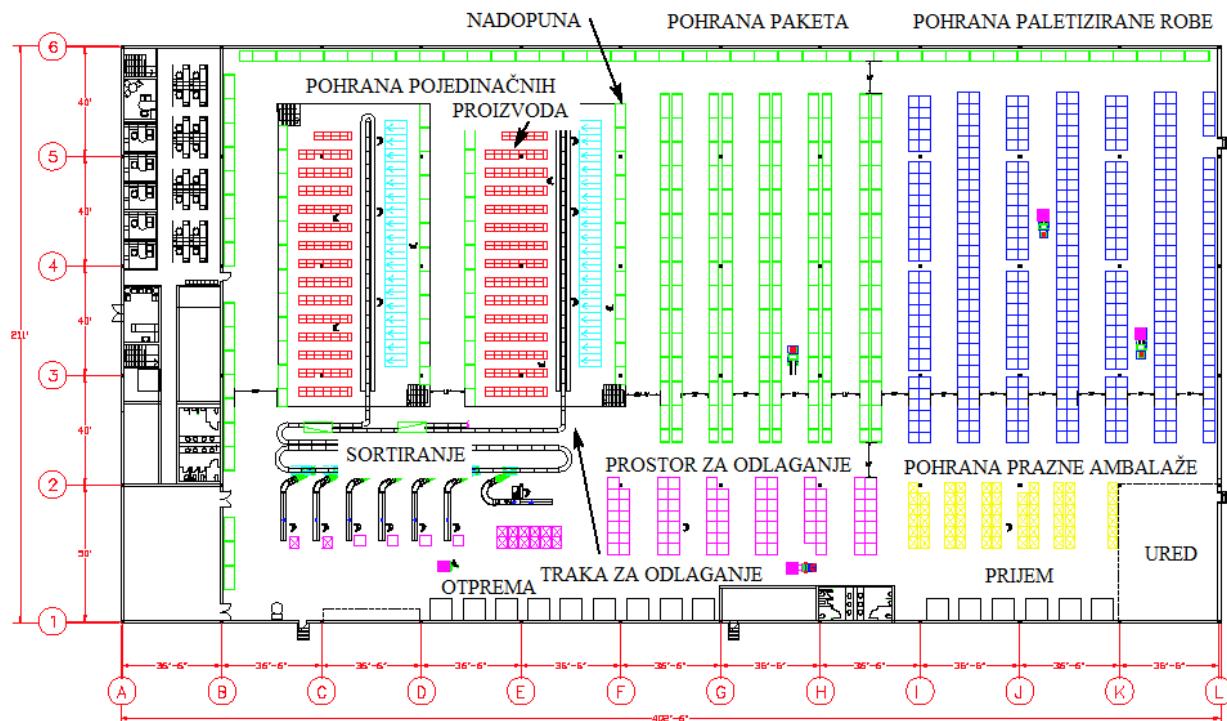 NADOPUNA
POHRANA PAKETA
POHRANA PALETIZIRANE ROBE
6
POHRANA POJEDINAČNIH
PROIZVODA
40'
5
40'
4
211'
40'
3
40'
SORTIRANJE
PROSTOR ZA ODLAGANJE
POHRANA PRAZNE AMBALAŽE
2
50'
URED
OTPREMA
TRAKA ZA ODLAGANJE
PRIJEM
1
36'-6" 36'-6" 36'-6" 36'-6" 36'-6" 36'-6" 36'-6" 36'-6" 36'-6" 36'-6" 36'-6"
A B C D E F G H I J K L
402'-6"